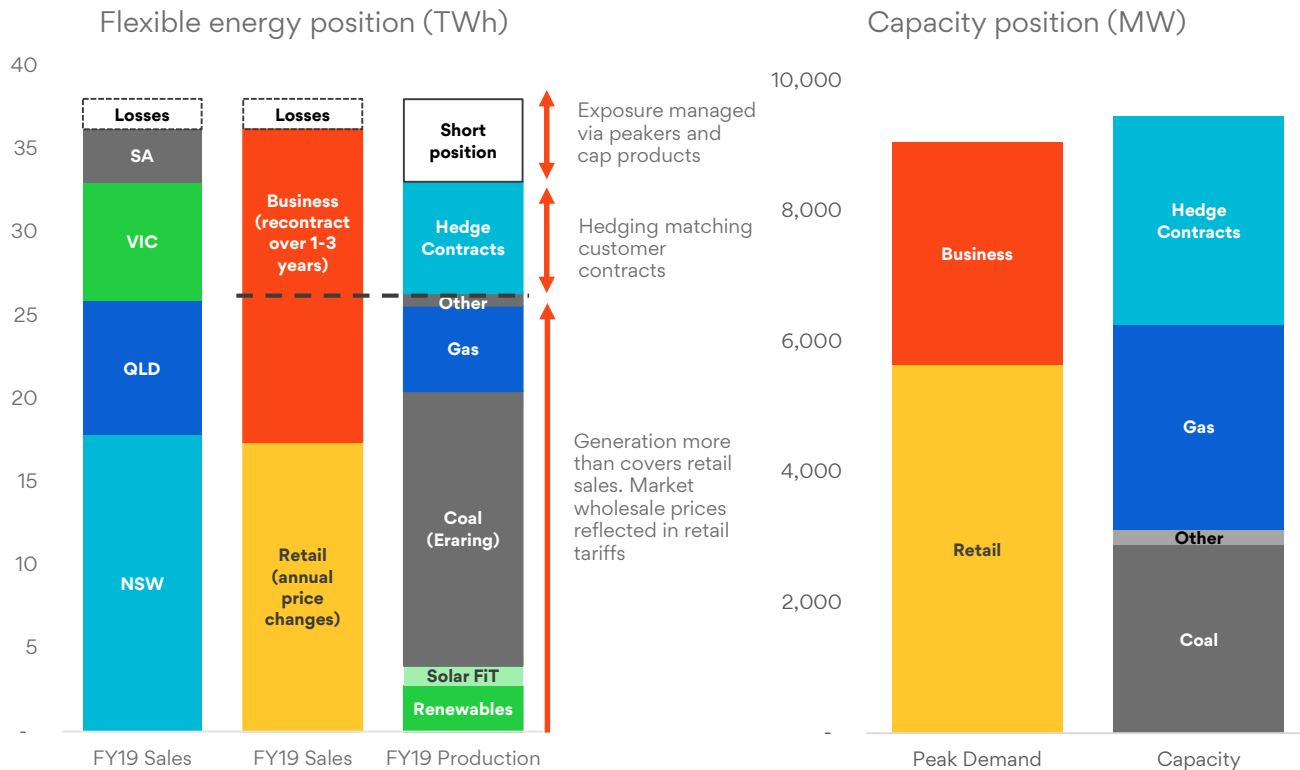 Flexible energy position (TWh)
40
35
30
25
20
15
10
5
-
Losses
SA
VIC
QLD
NSW
FY19 Sales
Losses
Business
(recontract
over 1-3
years)
Retail
(annual
price
changes)
FY19 Sales
Short
position
Hedge
Contracts
Other
Gas
Coal
(Eraring)
Solar FiT
Renewables
FY19 Production
Exposure managed
via peakers and
cap products
Hedging matching
customer
contracts
Generation more
than covers retail
sales. Market
wholesale prices
reflected in retail
tariffs
Capacity position (MW)
10,000
8,000
6,000
4,000
2,000
-
Business
Retail
Peak Demand
Hedge
Contracts
Gas
Other
Coal
Capacity